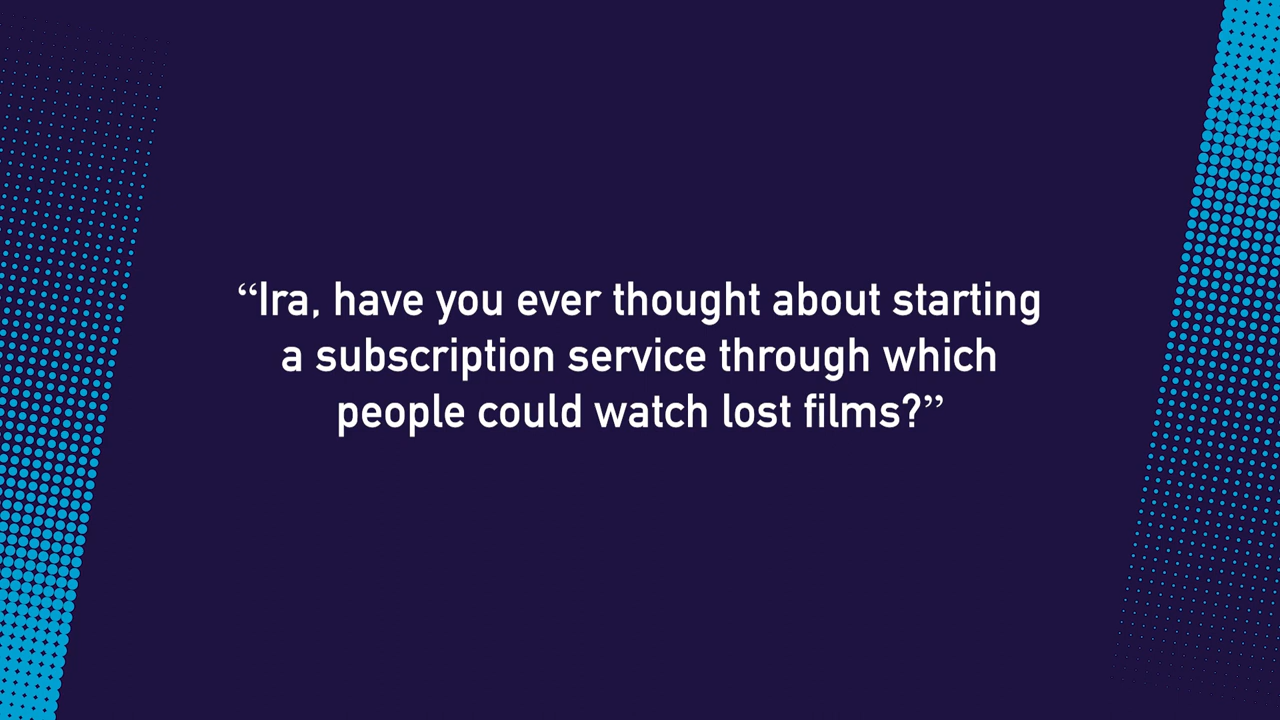 “Ira, have you ever thought about starting
a subscription service through which
people could watch lost films?”